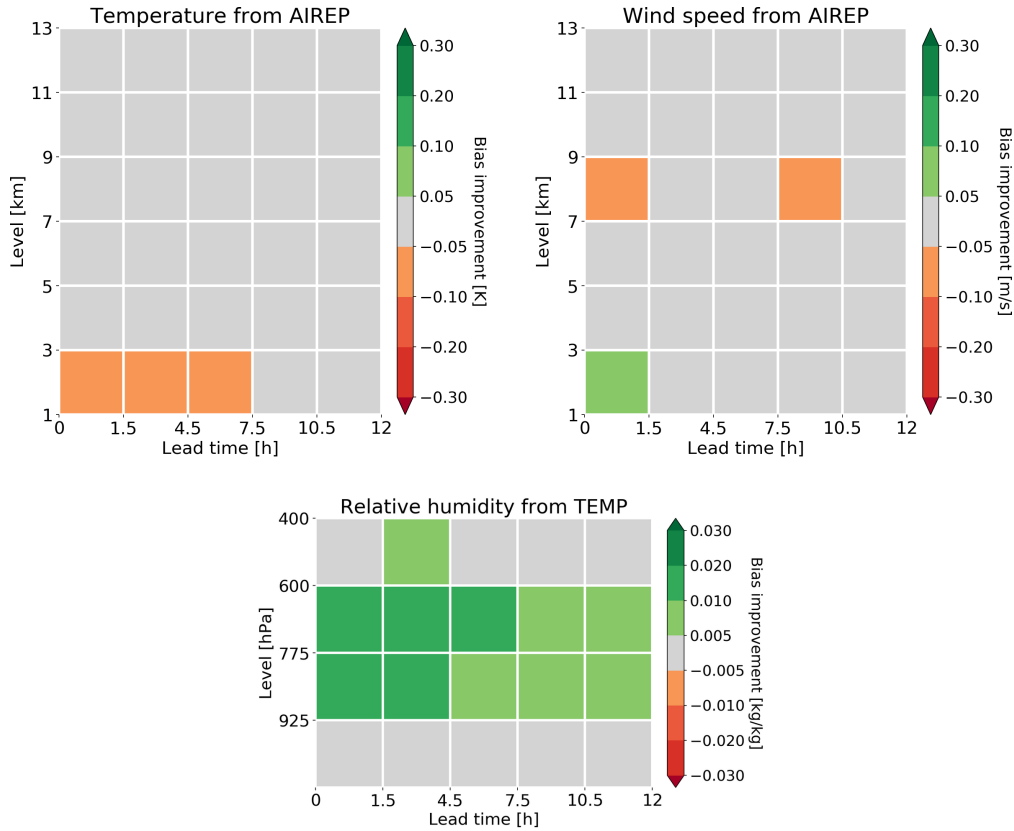 Temperature from AIREP
13
11
9
7
5
3
1
Level [km]
0 1.5 4.5 7.5 10.5 12
Lead time [h]
0.30
0.20
0.10
0.05
−0.05
−0.10
−0.20
−0.30
Bias improvement [K]
Wind speed from AIREP
13
11
9
7
5
3
1
Level [km]
0 1.5 4.5 7.5 10.5 12
Lead time [h]
0.30
0.20
0.10
0.05
−0.05
−0.10
−0.20
−0.30
Bias improvement [m/s]
Relative humidity from TEMP
400
600
775
925
Level [hPa]
0 1.5 4.5 7.5 10.5 12
Lead time [h]
0.030
0.020
0.010
0.005
−0.005
−0.010
−0.020
−0.030
Bias improvement [kg/kg]